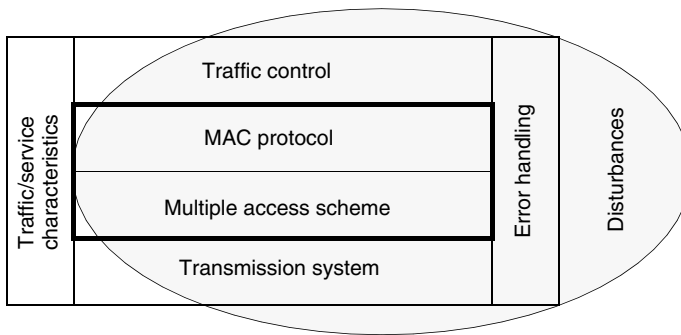 Traffic/service
characteristics
Traffic control
MAC protocol
Multiple access scheme
Transmission system
Error handling
Disturbances